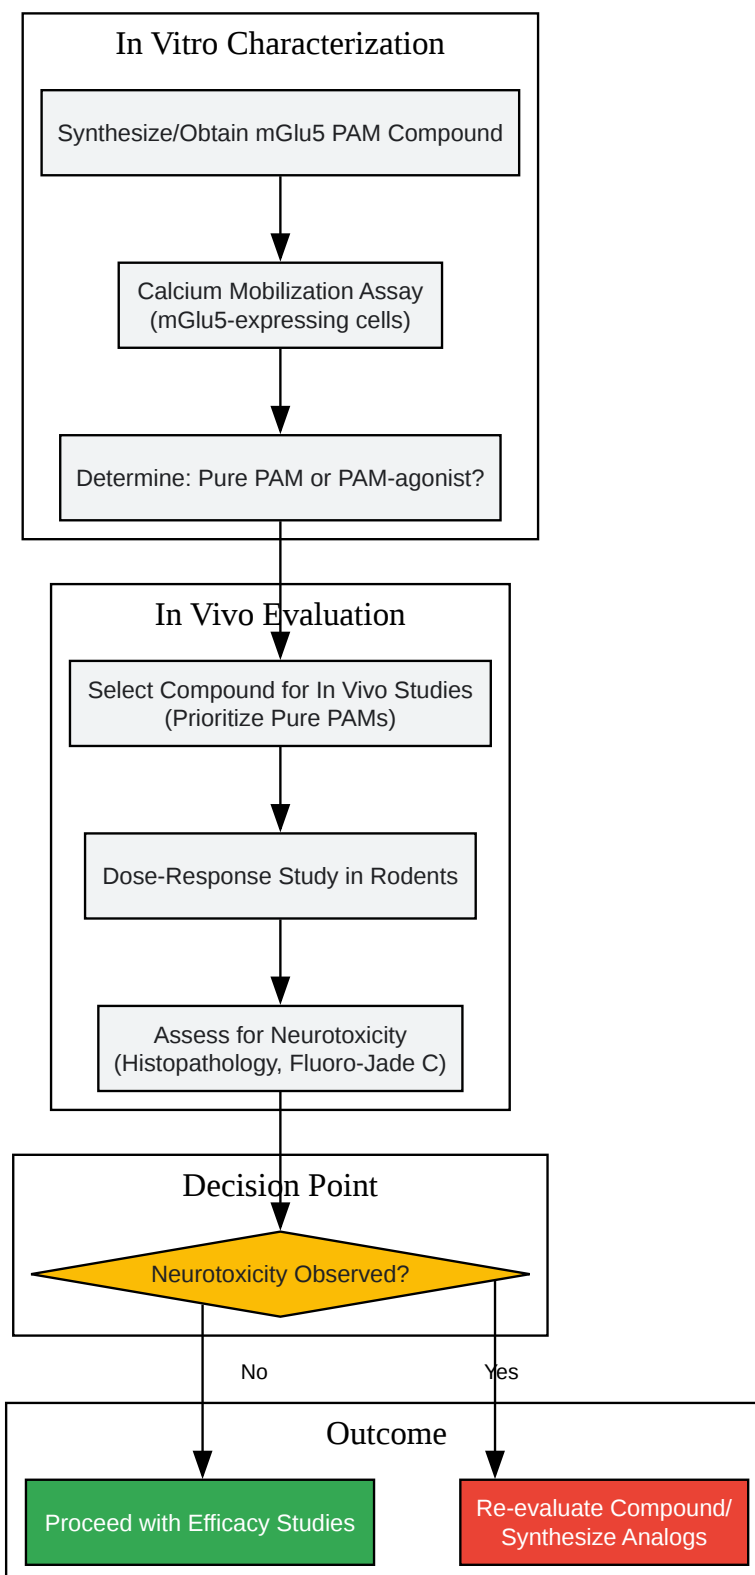 In Vitro Characterization
Synthesize/Obtain mGlu5 PAM Compound
Calcium Mobilization Assay
(mGlu5-expressing cells)
Determine: Pure PAM or PAM-agonist?
In Vivo Evaluation
Select Compound for In Vivo Studies
(Prioritize Pure PAMs)
Dose-Response Study in Rodents
Assess for Neurotoxicity
(Histopathology, Fluoro-Jade C)
Decision Point
Neurotoxicity Observed?
No
Yes
Outcome
Proceed with Efficacy Studies
Re-evaluate Compound/
Synthesize Analogs